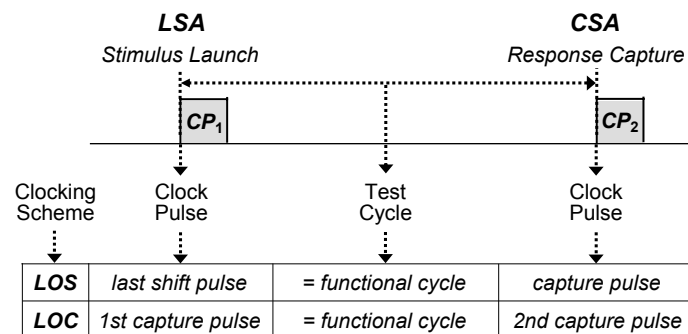 LSA CSA
Stimulus Launch Response Capture
CP1 CP2
Clocking Scheme Clock Pulse Test Cycle Clock Pulse
LOS last shift pulse = functional cycle capture pulse
LOC 1st capture pulse = functional cycle 2nd capture pulse